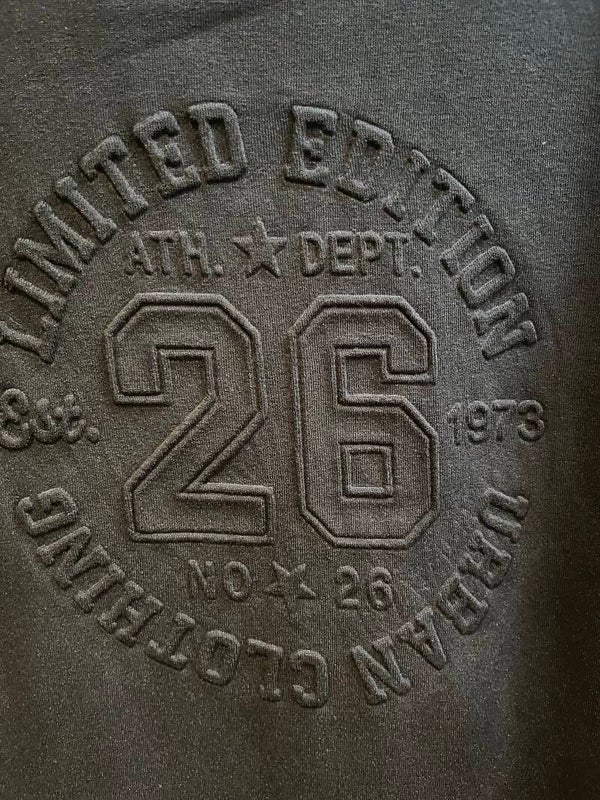 LIMITED EDITION
ATH. ★ DEPT.
26
Est. 1973
NO ★ 26
URBAN CLOTHING